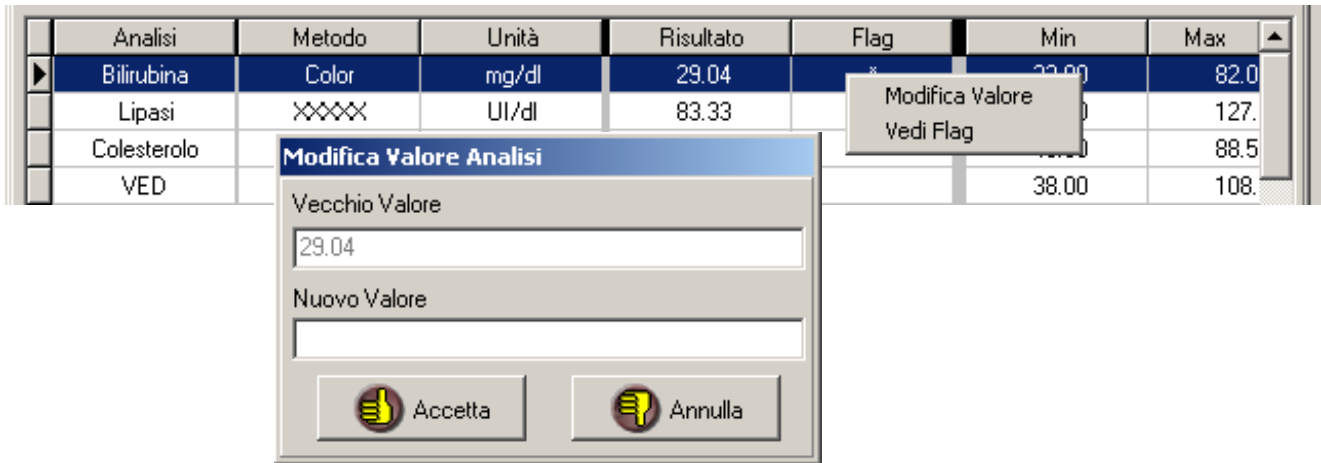 Analisi Metodo Unità Risultato Flag Min Max
Bilirubina Color mg/dl 29.04 * 82.0
Modifica Valore
Vedi Flag
Lipasi XXXXX UI/dl 83.33 127.
Colesterolo 88.5
VED 38.00 108.
Modifica Valore Analisi
Vecchio Valore
29.04
Nuovo Valore
Accetta Annulla